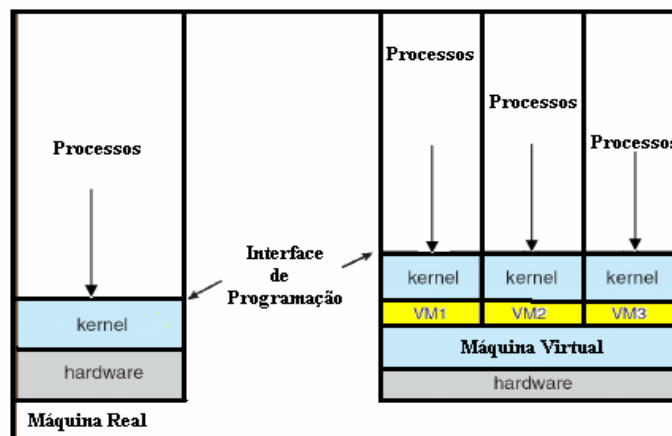 Processos
kernel
hardware
Máquina Real
Interface
de
Programação
Processos
Processos
Processos
kernel
kernel
kernel
VM1
VM2
VM3
Máquina Virtual
hardware